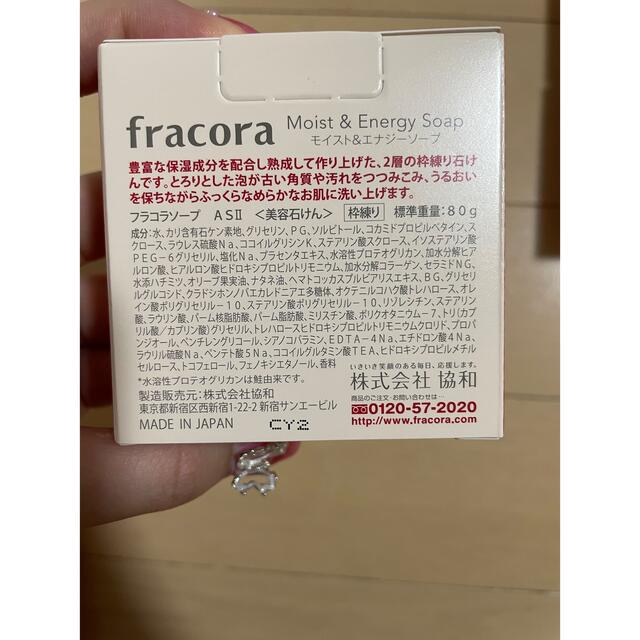 fracora Moist & Energy Soap
モイスト&エナジーソープ
豊富な保湿成分を配合し熟成して作り上げた、2層の枠練り石け
んです。とろりとした泡が古い角質や汚れをつつみこみ、うるおい
を保ちながらふっくらなめらかなお肌に洗い上げます。
フラコラソープ ASⅡ <美容石けん> 枠練り 標準重量:80g
成分:水、カリ含有石ケン素地、グリセリン、PG、ソルビトール、コカミドプロピルベタイン、ス
クロース、ラウレス硫酸Na、ココイルグリシンK、ステアリン酸スクロース、イソステアリン酸
PEG-6グリセリル、塩化Na、プラセンタエキス、水溶性プロテオグリカン、加水分解ヒアル
ロン酸、ヒアルロン酸ヒドロキシプロピルトリモニウム、加水分解コラーゲン、セラミドNG、
水添ハチミツ、オリーブ果実油、ナタネ油、ヘマトコッカスプルビアリスエキス、BG、グリセリ
ルグルコシド、クラドシホンノバエカレドニアエ多糖体、オクテニルコハク酸トレハロース、オレ
イン酸ポリグリセリル-10、ステアリン酸ポリグリセリル-10、リゾレシチン、ステアリン
酸、ラウリン酸、パーム核脂肪酸、パーム脂肪酸、ミリスチン酸、ポリクオタニウム-7、トリ(カプ
リル酸/カプリン酸)グリセリル、トレハロースヒドロキシプロピルトリモニウムクロリド、プロパ
ンジオール、ペンチレングリコール、シアノコバラミン、EDTA-4Na、エチドロン酸4Na、
ラウリル硫酸Na、ペンテト酸5Na、ココイルグルタミン酸TEA、ヒドロキシプロピルメチル
セルロース、トコフェロール、フェノキシエタノール、香料
*水溶性プロテオグリカンは鮭由来です。
製造販売元:株式会社協和
東京都新宿区西新宿1-22-2 新宿サンエービル
MADE IN JAPAN CY2
いきいき笑顔のある毎日、応援します。
株式会社 協和
商品のご注文・お問い合わせは…
0120-57-2020
http://www.fracora.com